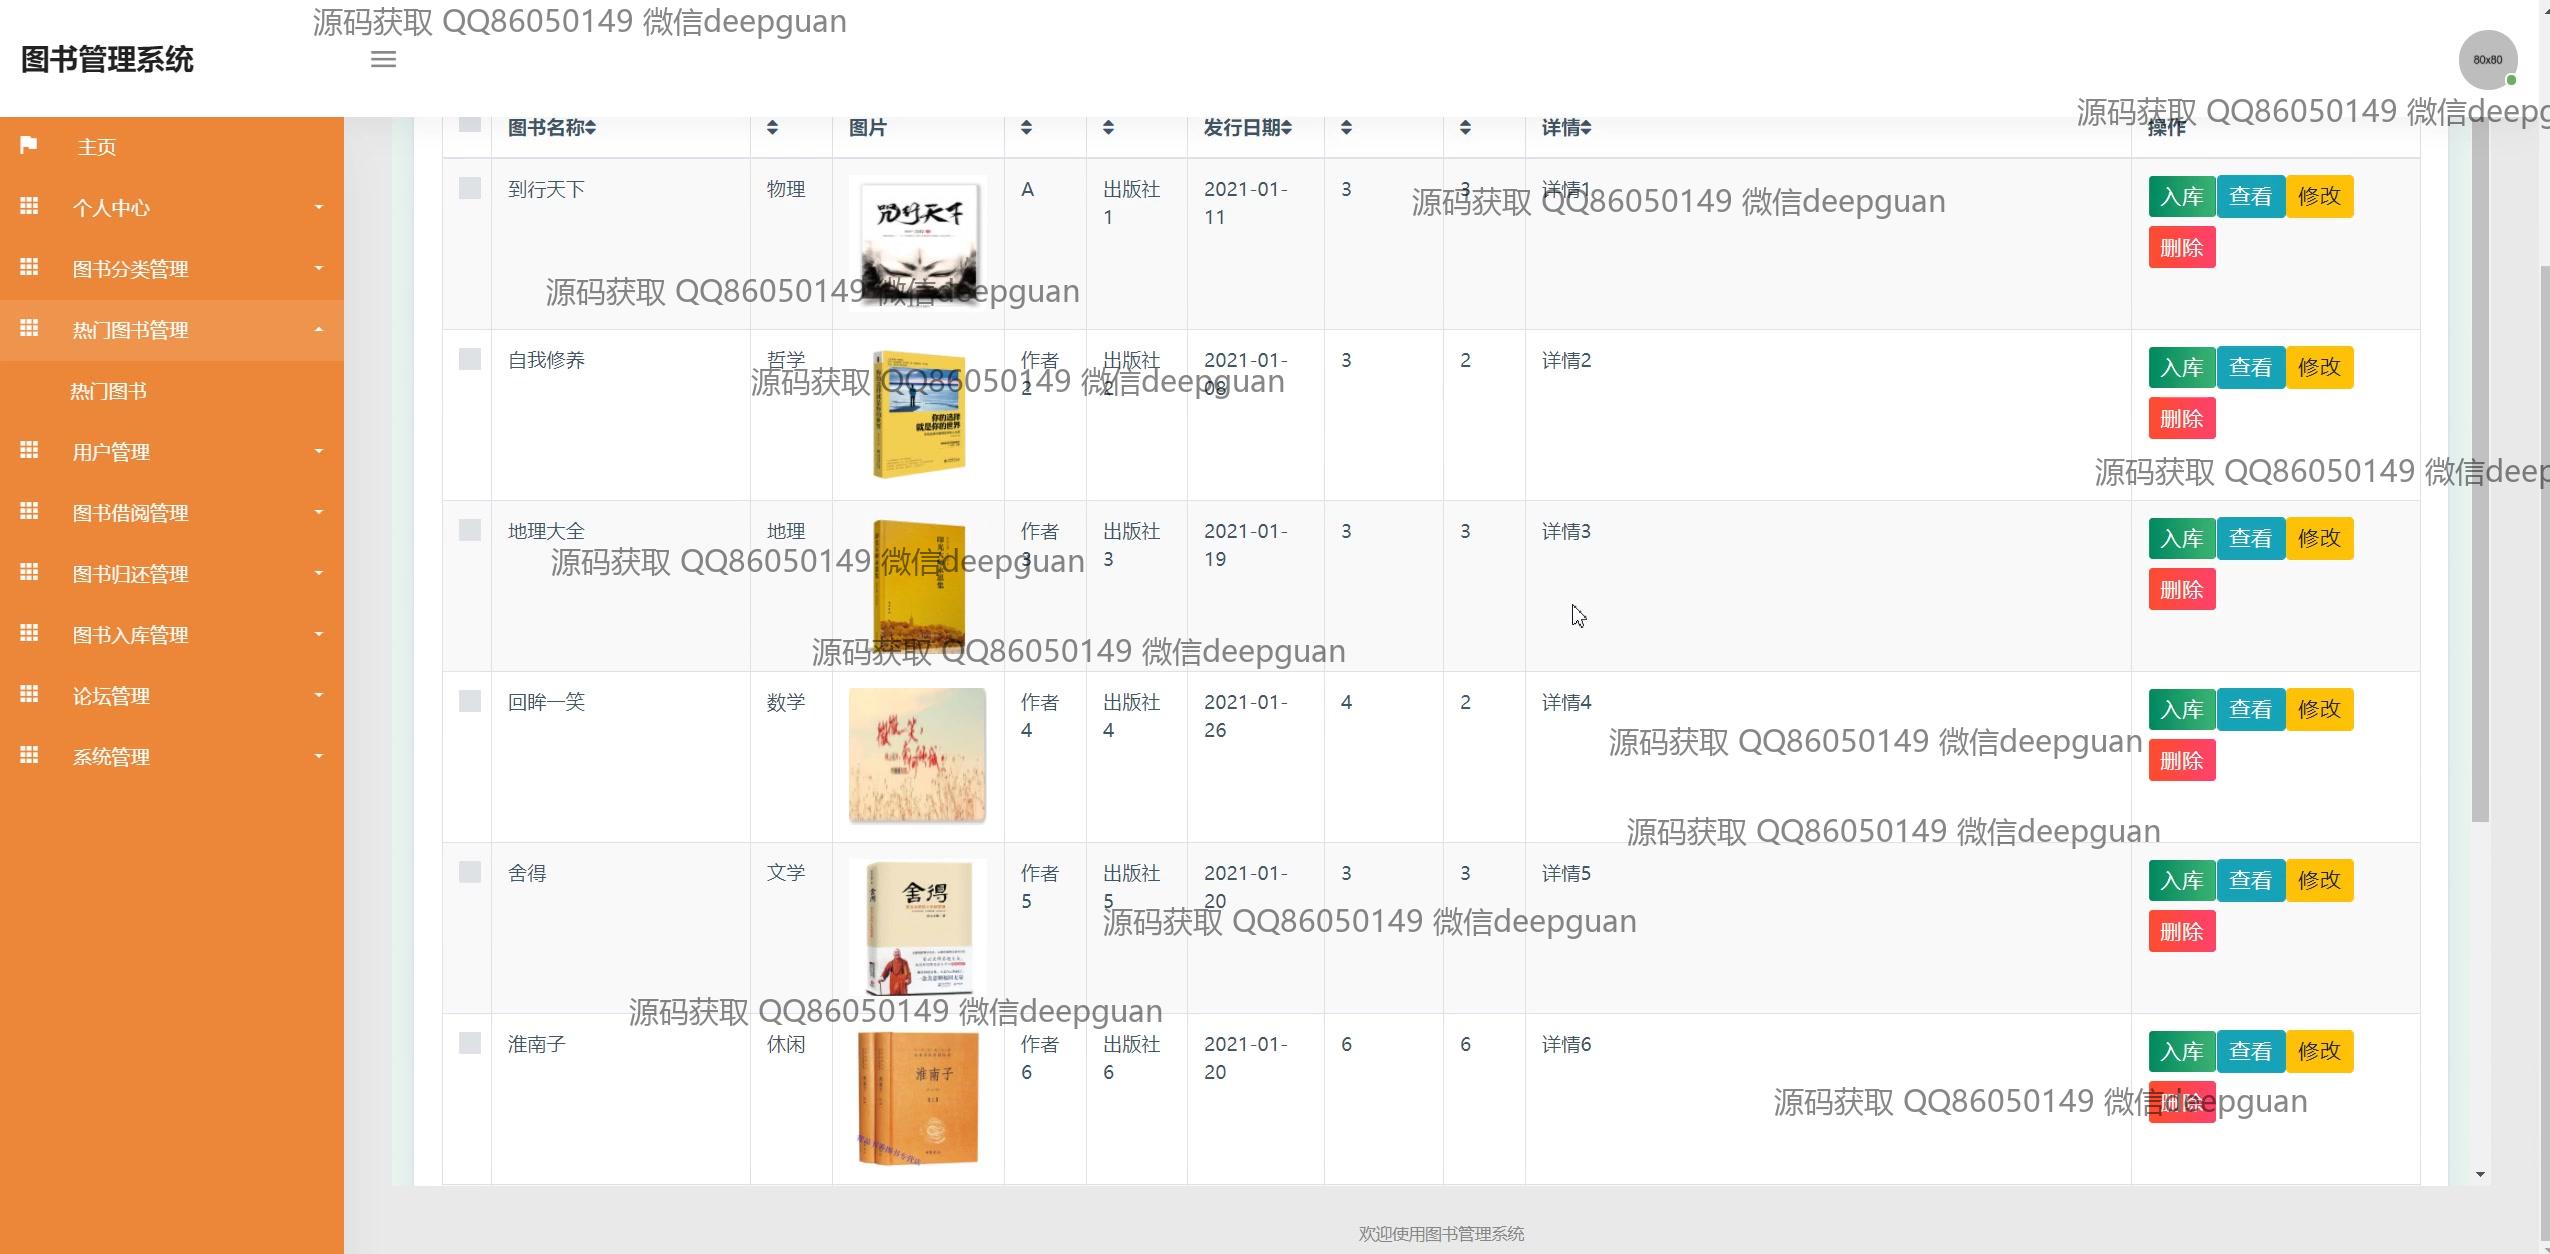 源码获取 QQ86050149 微信deepguan
图书管理系统
80x80
源码获取 QQ86050149 微信deepg
主页
个人中心
图书分类管理
热门图书管理
热门图书
用户管理
图书借阅管理
图书归还管理
图书入库管理
论坛管理
系统管理
图书名称 图片 发行日期 详情 操作
到行天下 物理 A 出版社 2021-01- 3 3 详情1 入库 查看 修改
1 11
删除
源码获取 QQ86050149 微信deepguan
源码获取 QQ86050149 微信deepguan
自我修养 哲学 作者 出版社 2021-01- 3 2 详情2 入库 查看 修改
2 2 08
删除
源码获取 QQ86050149 微信deepguan
你的选择
就是你的世界
源码获取 QQ86050149 微信deep
地理大全 地理 作者 出版社 2021-01- 3 3 详情3 入库 查看 修改
3 3 19
删除
源码获取 QQ86050149 微信deepguan
源码获取 QQ86050149 微信deepguan
回眸一笑 数学 作者 出版社 2021-01- 4 2 详情4 入库 查看 修改
4 4 26
删除
源码获取 QQ86050149 微信deepguan
源码获取 QQ86050149 微信deepguan
舍得 文学 作者 出版社 2021-01- 3 3 详情5 入库 查看 修改
5 5 20
删除
舍得
源码获取 QQ86050149 微信deepguan
源码获取 QQ86050149 微信deepguan
淮南子 休闲 作者 出版社 2021-01- 6 6 详情6 入库 查看 修改
6 6 20
删除
淮南子
源码获取 QQ86050149 微信deepguan
欢迎使用图书管理系统